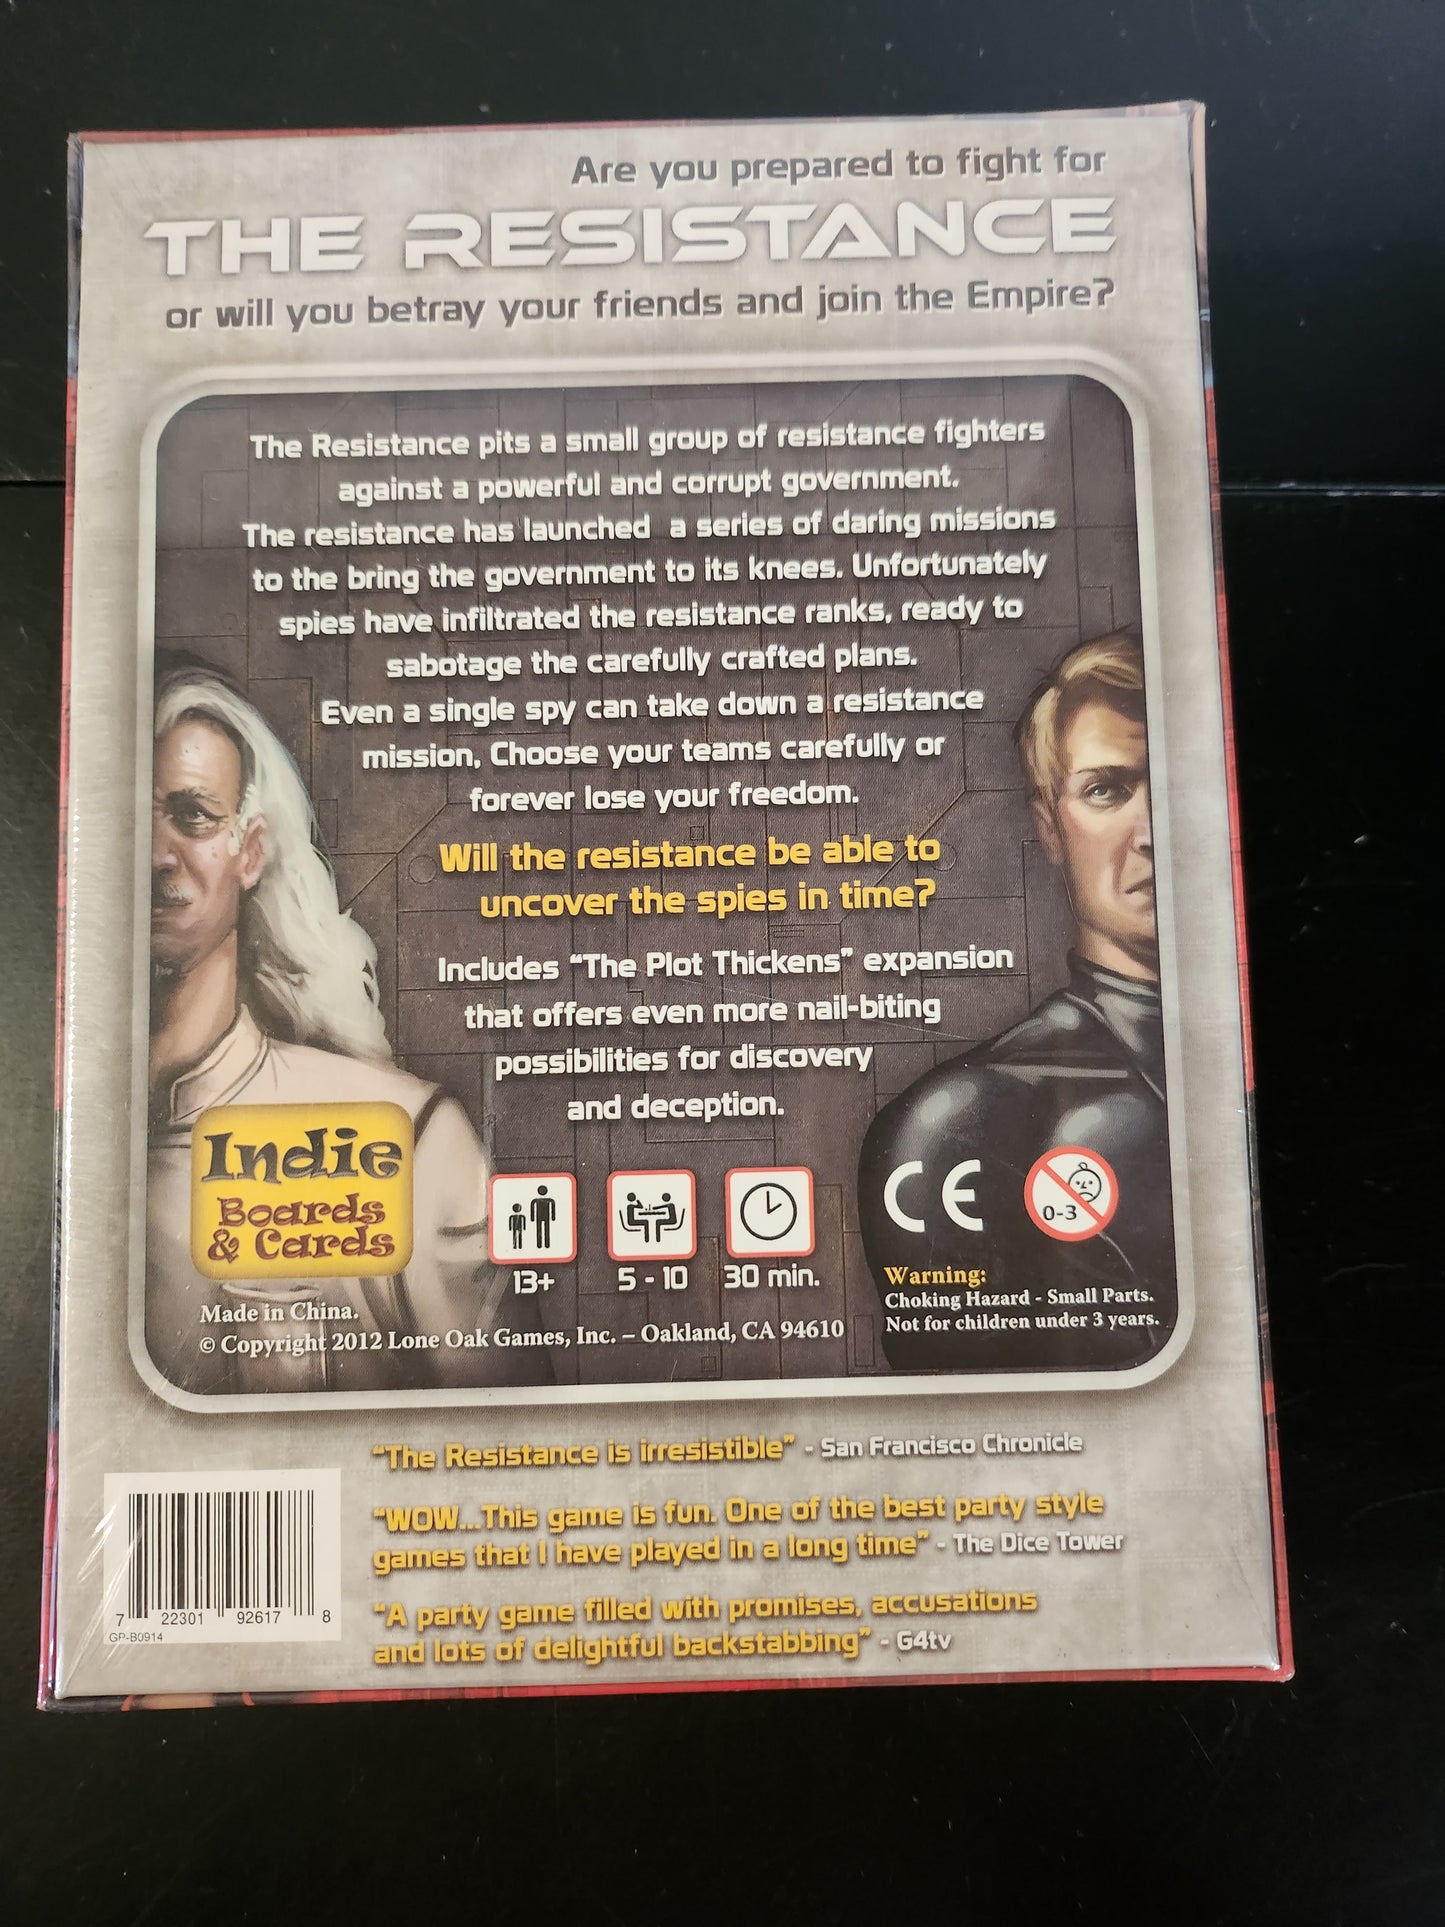 Are you prepared to fight for
THE RESISTANCE
or will you betray your friends and join the Empire?
The Resistance pits a small group of resistance fighters
against a powerful and corrupt government.
The resistance has launched a series of daring missions
to the bring the government to its knees. Unfortunately
spies have infiltrated the resistance ranks, ready to
sabotage the carefully crafted plans.
Even a single spy can take down a resistance
mission, Choose your teams carefully or
forever lose your freedom.
Will the resistance be able to
uncover the spies in time?
Includes “The Plot Thickens” expansion
that offers even more nail-biting
possibilities for discovery
and deception.
Indie
Boards
& Cards
13+
5 - 10
30 min.
CE
0-3
Warning:
Choking Hazard - Small Parts.
Not for children under 3 years.
Made in China.
© Copyright 2012 Lone Oak Games, Inc. – Oakland, CA 94610
“The Resistance is irresistible” - San Francisco Chronicle
“WOW...This game is fun. One of the best party style
games that I have played in a long time” - The Dice Tower
“A party game filled with promises, accusations
and lots of delightful backstabbing” - G4tv
7 22301 92617 8
GP-B0914